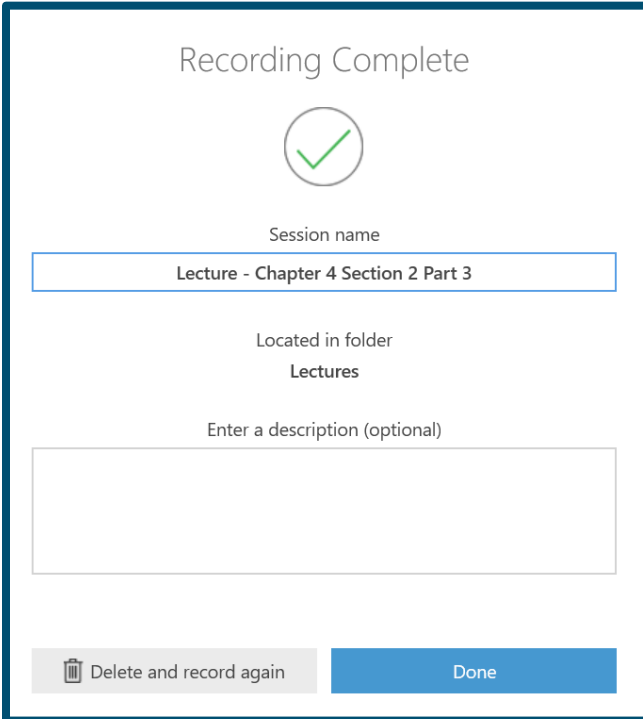 Recording Complete
Session name
Lecture - Chapter 4 Section 2 Part 3
Located in folder
Lectures
Enter a description (optional)
Delete and record again
Done